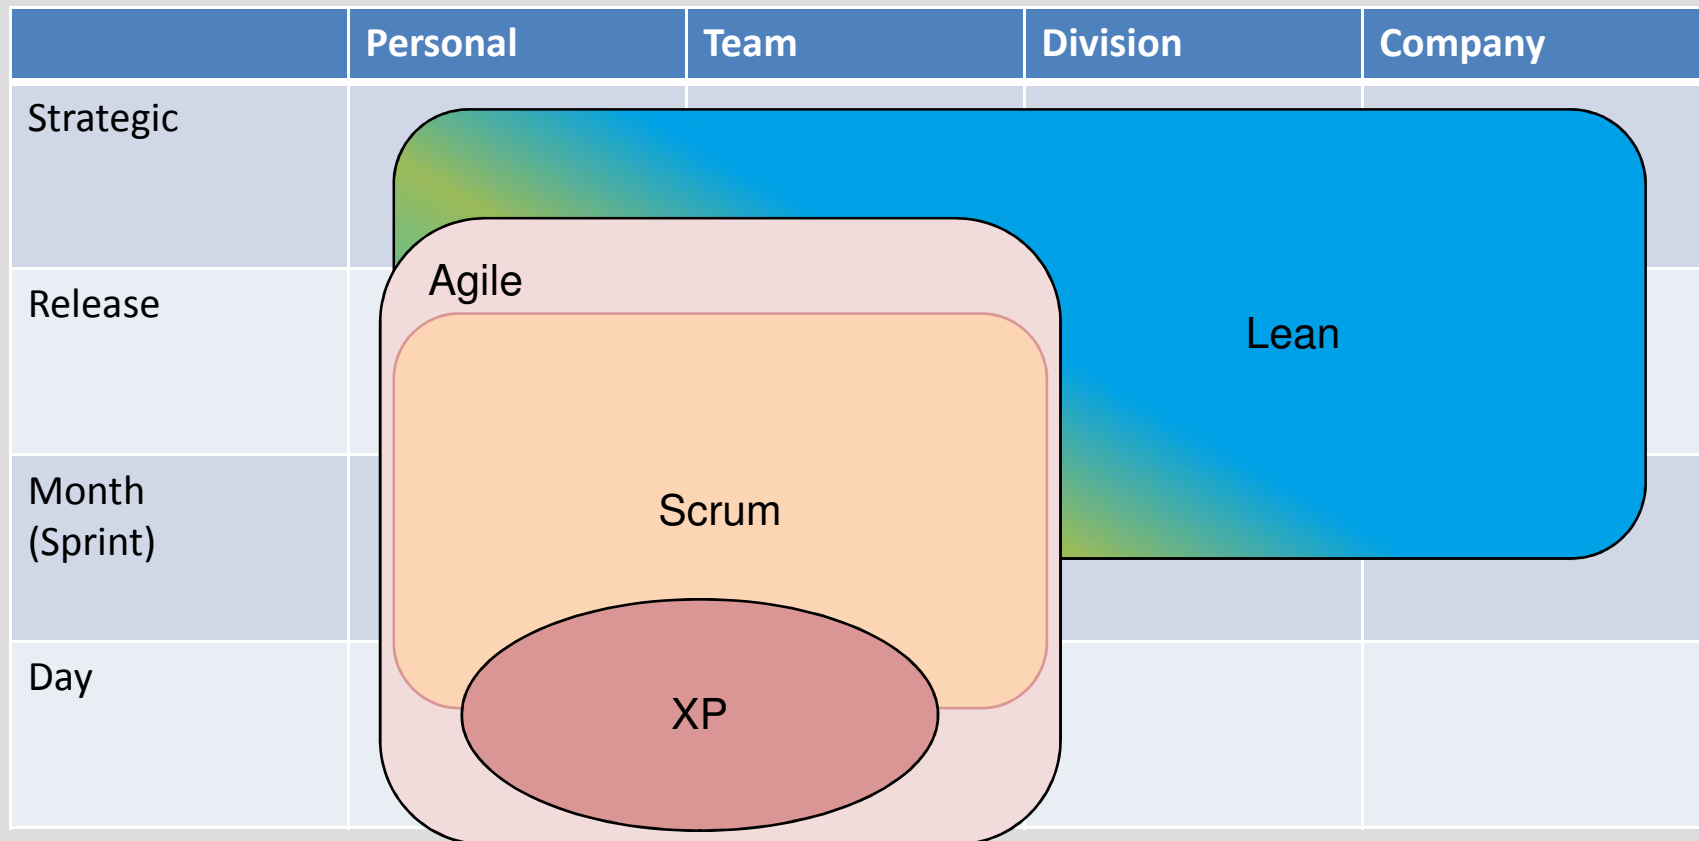 Personal Team Division Company
Strategic
Agile
Release
Lean
Month
(Sprint)
Scrum
Day
XP